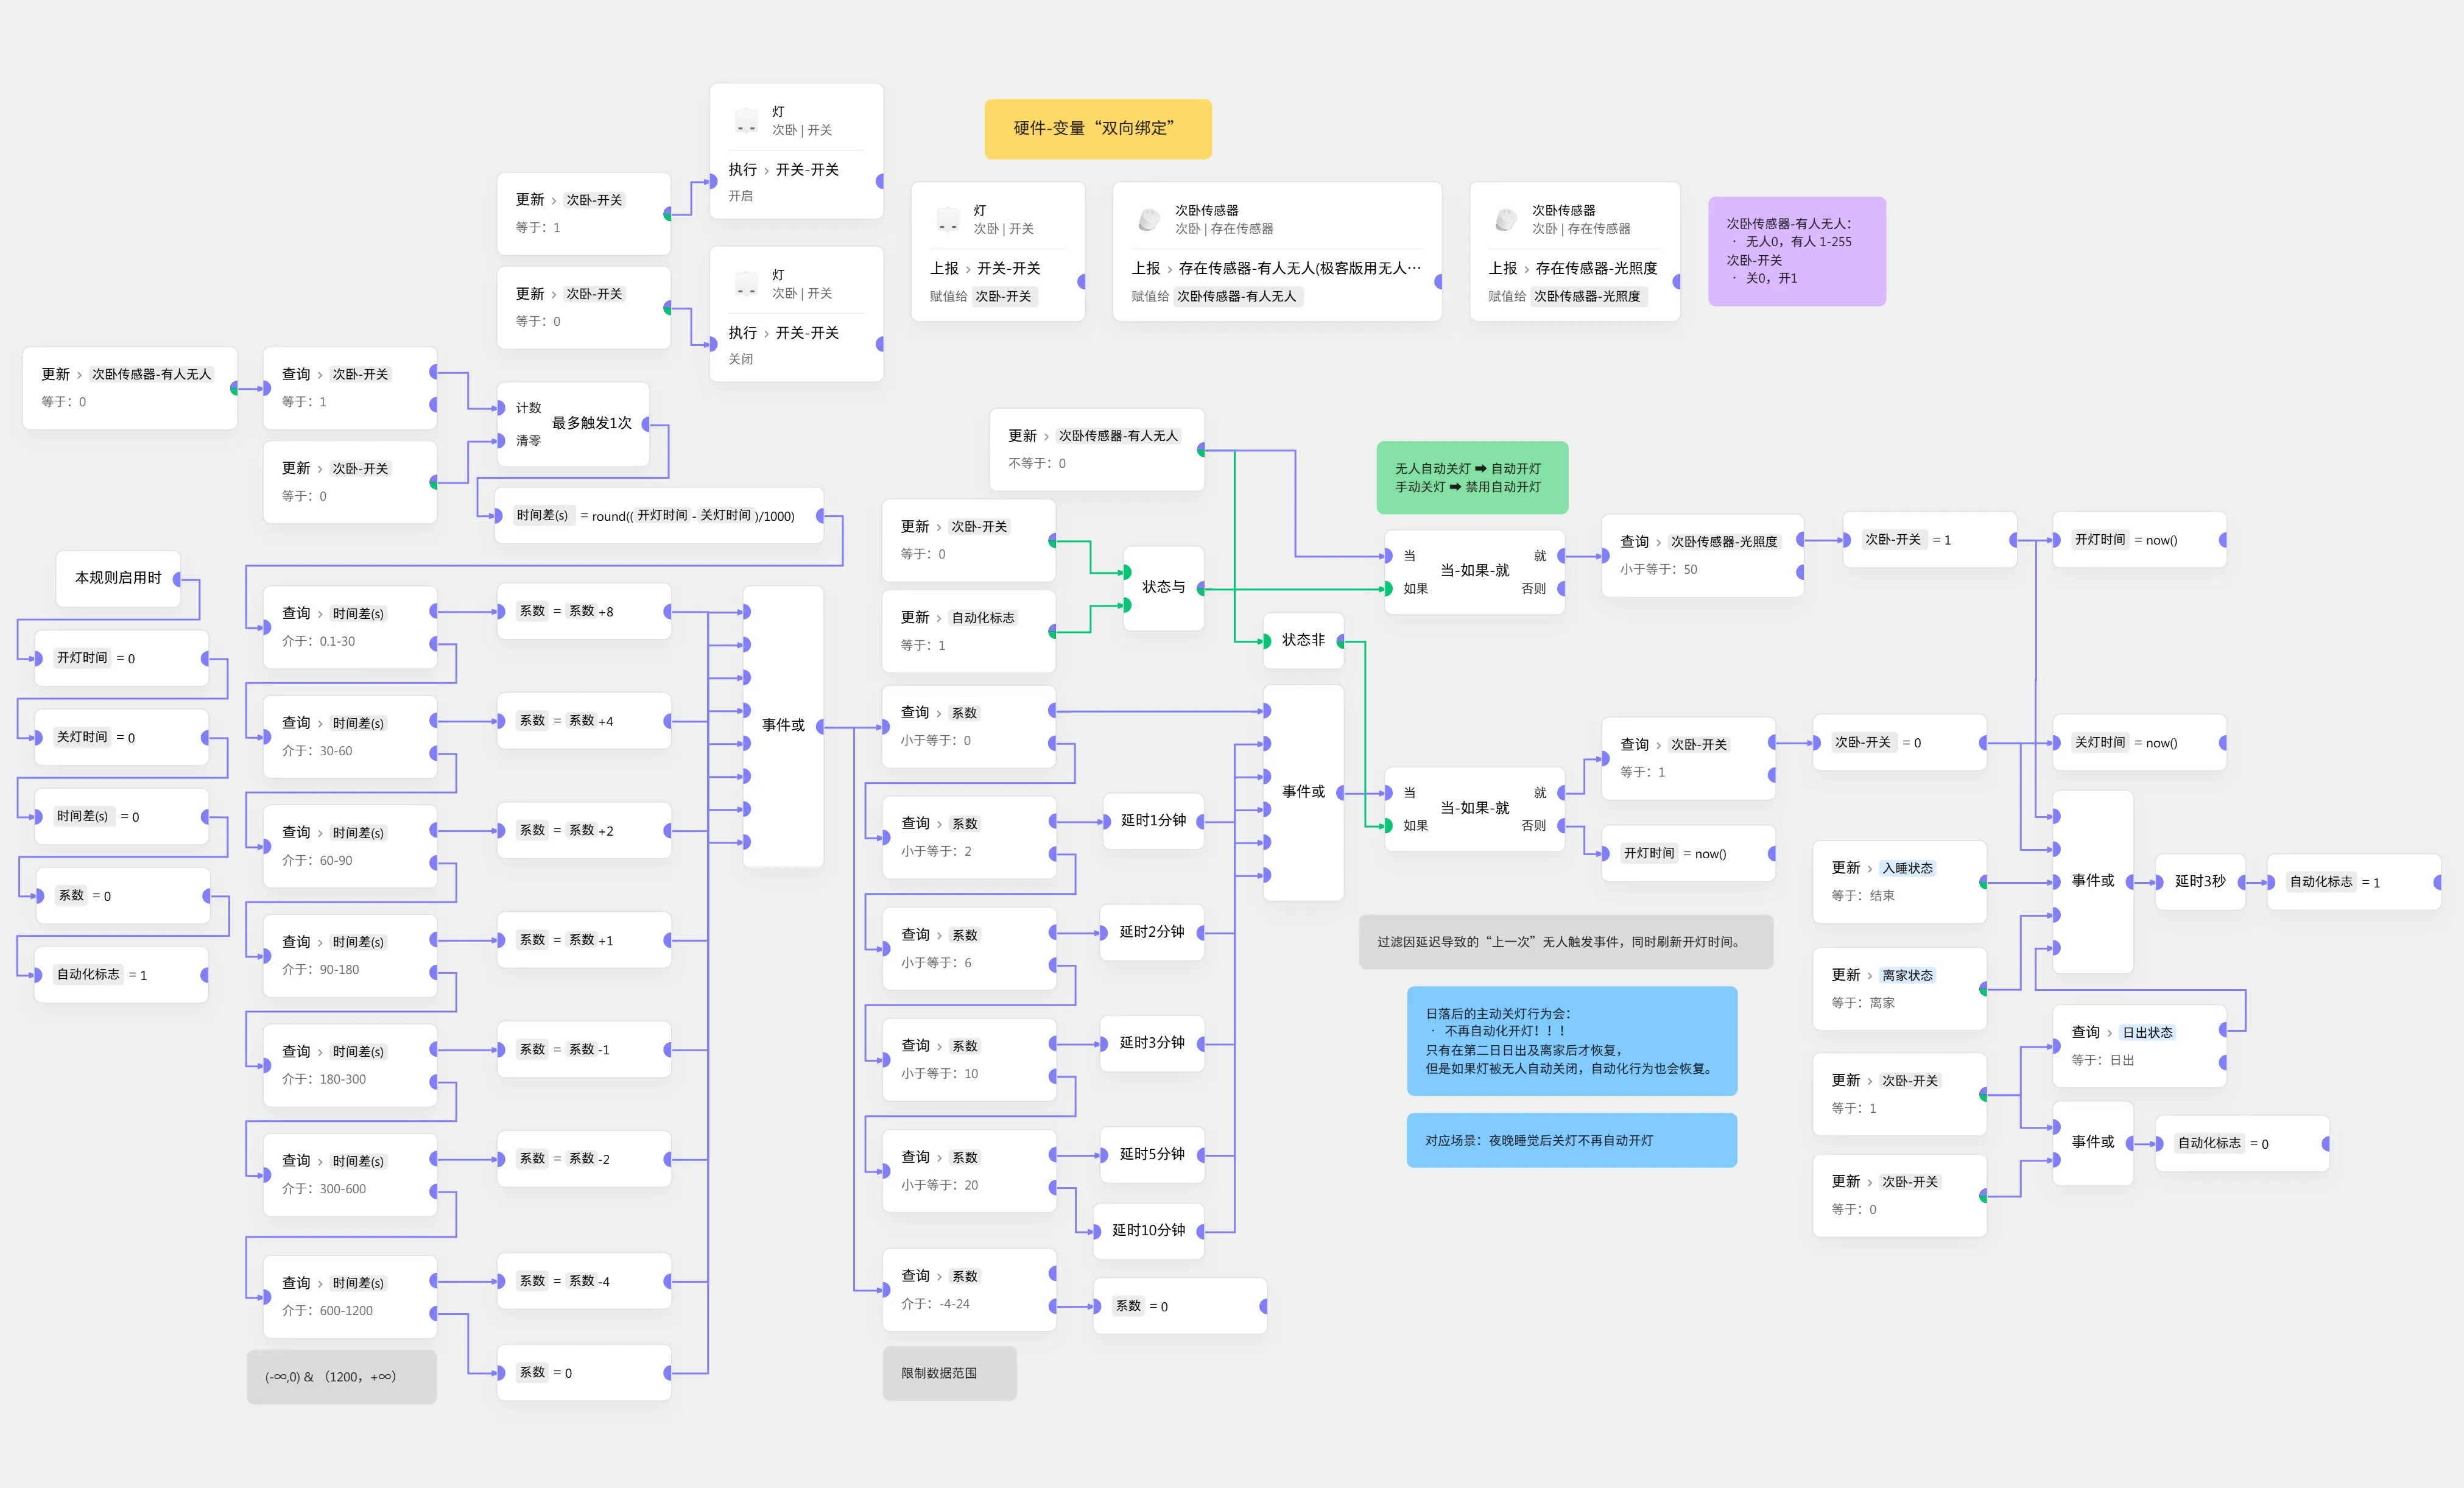 灯
次卧 | 开关
执行 › 开关-开关
开启
更新 › 次卧-开关
等于：1
灯
次卧 | 开关
执行 › 开关-开关
关闭
更新 › 次卧-开关
等于：0
硬件-变量“双向绑定”
灯
次卧 | 开关
上报 › 开关-开关
赋值给 次卧-开关
次卧传感器
次卧 | 存在传感器
上报 › 存在传感器-有人无人(极客版用无人…
赋值给 次卧传感器-有人无人
次卧传感器
次卧 | 存在传感器
上报 › 存在传感器-光照度
赋值给 次卧传感器-光照度
次卧传感器-有人无人：
· 无人0，有人 1-255
次卧-开关
· 关0，开1
更新 › 次卧传感器-有人无人
等于：0
查询 › 次卧-开关
等于：1
更新 › 次卧-开关
等于：0
计数
最多触发1次
清零
时间差(s) = round(( 开灯时间 - 关灯时间 )/1000)
本规则启用时
开灯时间 = 0
关灯时间 = 0
时间差(s) = 0
系数 = 0
自动化标志 = 1
查询 › 时间差(s)
介于：0.1-30
系数 = 系数 +8
查询 › 时间差(s)
介于：30-60
系数 = 系数 +4
查询 › 时间差(s)
介于：60-90
系数 = 系数 +2
查询 › 时间差(s)
介于：90-180
系数 = 系数 +1
查询 › 时间差(s)
介于：180-300
系数 = 系数 -1
查询 › 时间差(s)
介于：300-600
系数 = 系数 -2
查询 › 时间差(s)
介于：600-1200
系数 = 系数 -4
系数 = 0
(-∞,0) & （1200，+∞）
事件或
更新 › 次卧传感器-有人无人
不等于：0
更新 › 次卧-开关
等于：0
更新 › 自动化标志
等于：1
状态与
状态非
查询 › 系数
小于等于：0
查询 › 系数
小于等于：2
延时1分钟
查询 › 系数
小于等于：6
延时2分钟
查询 › 系数
小于等于：10
延时3分钟
查询 › 系数
小于等于：20
延时5分钟
延时10分钟
查询 › 系数
介于：-4-24
系数 = 0
限制数据范围
事件或
无人自动关灯 ➡ 自动开灯
手动关灯 ➡ 禁用自动开灯
当
就
当-如果-就
如果
否则
查询 › 次卧传感器-光照度
小于等于：50
次卧-开关 = 1
开灯时间 = now()
当
就
当-如果-就
如果
否则
查询 › 次卧-开关
等于：1
开灯时间 = now()
次卧-开关 = 0
关灯时间 = now()
过滤因延迟导致的“上一次”无人触发事件，同时刷新开灯时间。
日落后的主动关灯行为会：
· 不再自动化开灯！！！
只有在第二日日出及离家后才恢复，
但是如果灯被无人自动关闭，自动化行为也会恢复。
对应场景：夜晚睡觉后关灯不再自动开灯
更新 › 入睡状态
等于：结束
更新 › 离家状态
等于：离家
事件或
延时3秒
自动化标志 = 1
查询 › 日出状态
等于：日出
更新 › 次卧-开关
等于：1
更新 › 次卧-开关
等于：0
事件或
自动化标志 = 0